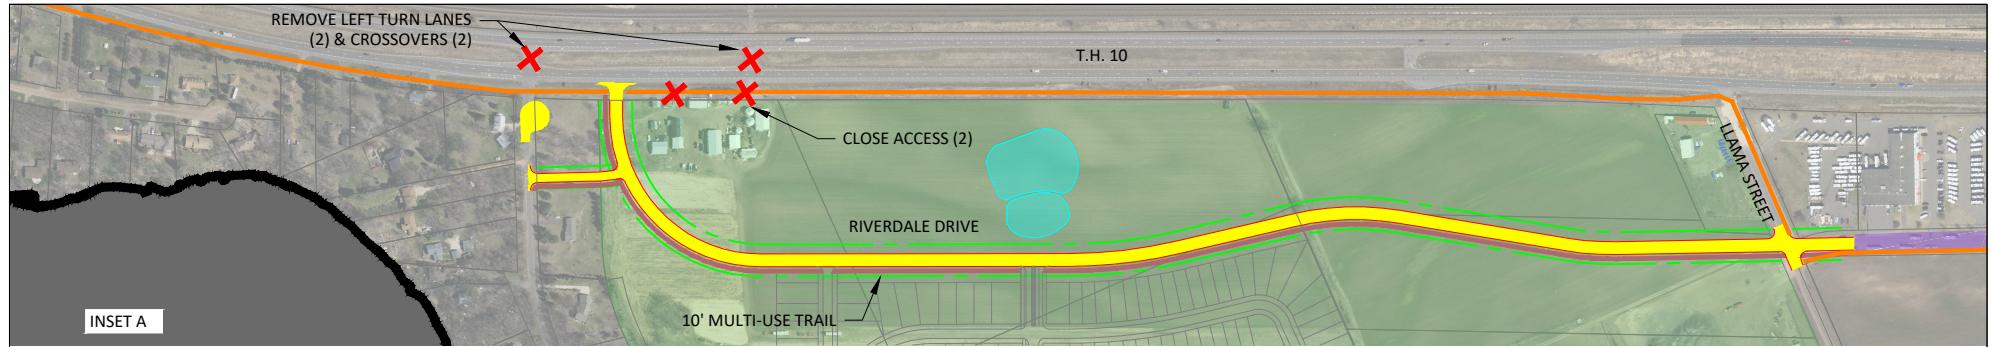 REMOVE LEFT TURN LANES
(2) & CROSSOVERS (2)
T.H. 10
CLOSE ACCESS (2)
LLAMA STREET
RIVERDALE DRIVE
10' MULTI-USE TRAIL
INSET A